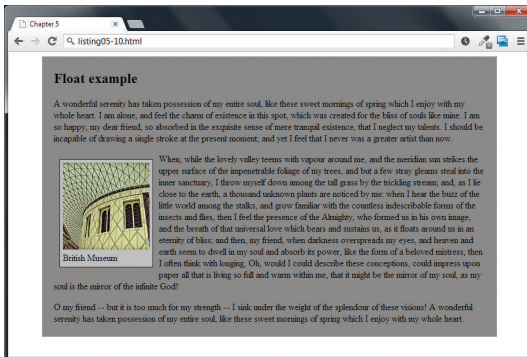 Chapter 5
listing05-10.html
Float example
A wonderful serenity has taken possession of my entire soul, like these sweet mornings of spring which I enjoy with my
whole heart. I am alone, and feel the charm of existence in this spot, which was created for the bliss of souls like mine. I am
so happy, my dear friend, so absorbed in the exquisite sense of mere tranquil existence, that I neglect my talents. I should be
incapable of drawing a single stroke at the present moment; and yet I feel that I never was a greater artist than now.
When, while the lovely valley teems with vapour around me, and the meridian sun strikes the
upper surface of the impenetrable foliage of my trees, and but a few stray gleams steal into the
inner sanctuary, I throw myself down among the tall grass by the trickling stream; and, as I lie
close to the earth, a thousand unknown plants are noticed by me: when I hear the buzz of the
little world among the stalks, and grow familiar with the countless indescribable forms of the
insects and flies, then I feel the presence of the Almighty, who formed us in his own image,
and the breath of that universal love which bears and sustains us, as it floats around us in an
eternity of bliss; and then, my friend, when darkness overspreads my eyes, and heaven and
earth seem to dwell in my soul and absorb its power, like the form of a beloved mistress, then
I often think with longing, Oh, would I could describe these conceptions, could impress upon
paper all that is living so full and warm within me, that it might be the mirror of my soul, as my
soul is the mirror of the infinite God!
British Museum
O my friend -- but it is too much for my strength -- I sink under the weight of the splendour of these visions! A wonderful
serenity has taken possession of my entire soul, like these sweet mornings of spring which I enjoy with my whole heart.